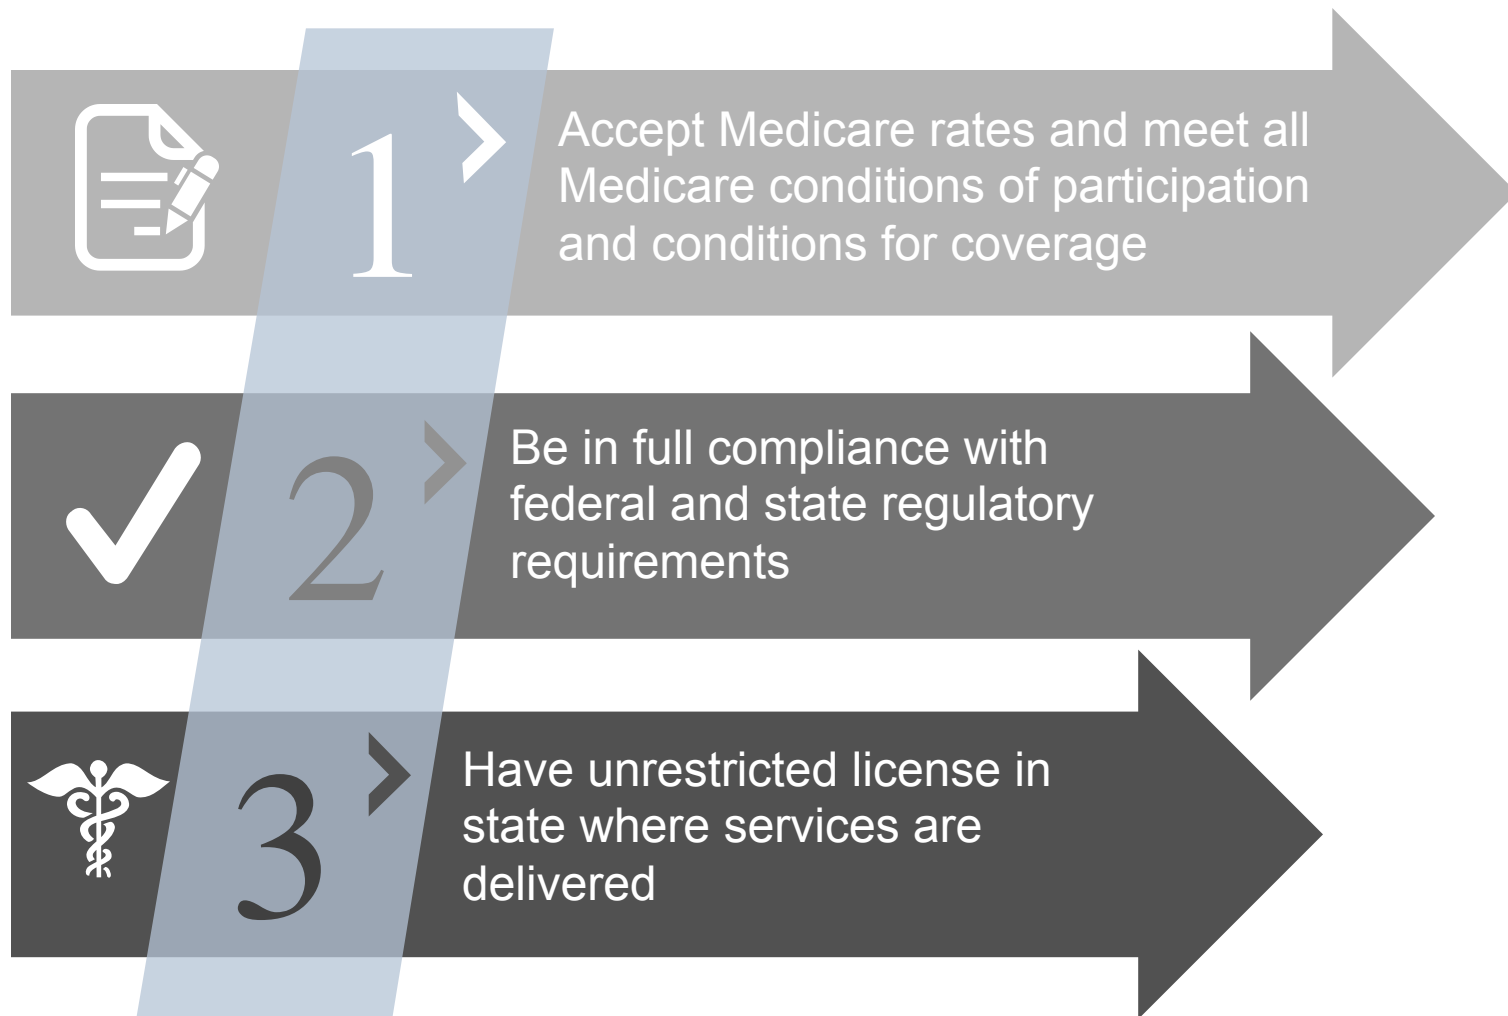 1
Accept Medicare rates and meet all
Medicare conditions of participation
and conditions for coverage
2
Be in full compliance with
federal and state regulatory
requirements
3
Have unrestricted license in
state where services are
delivered